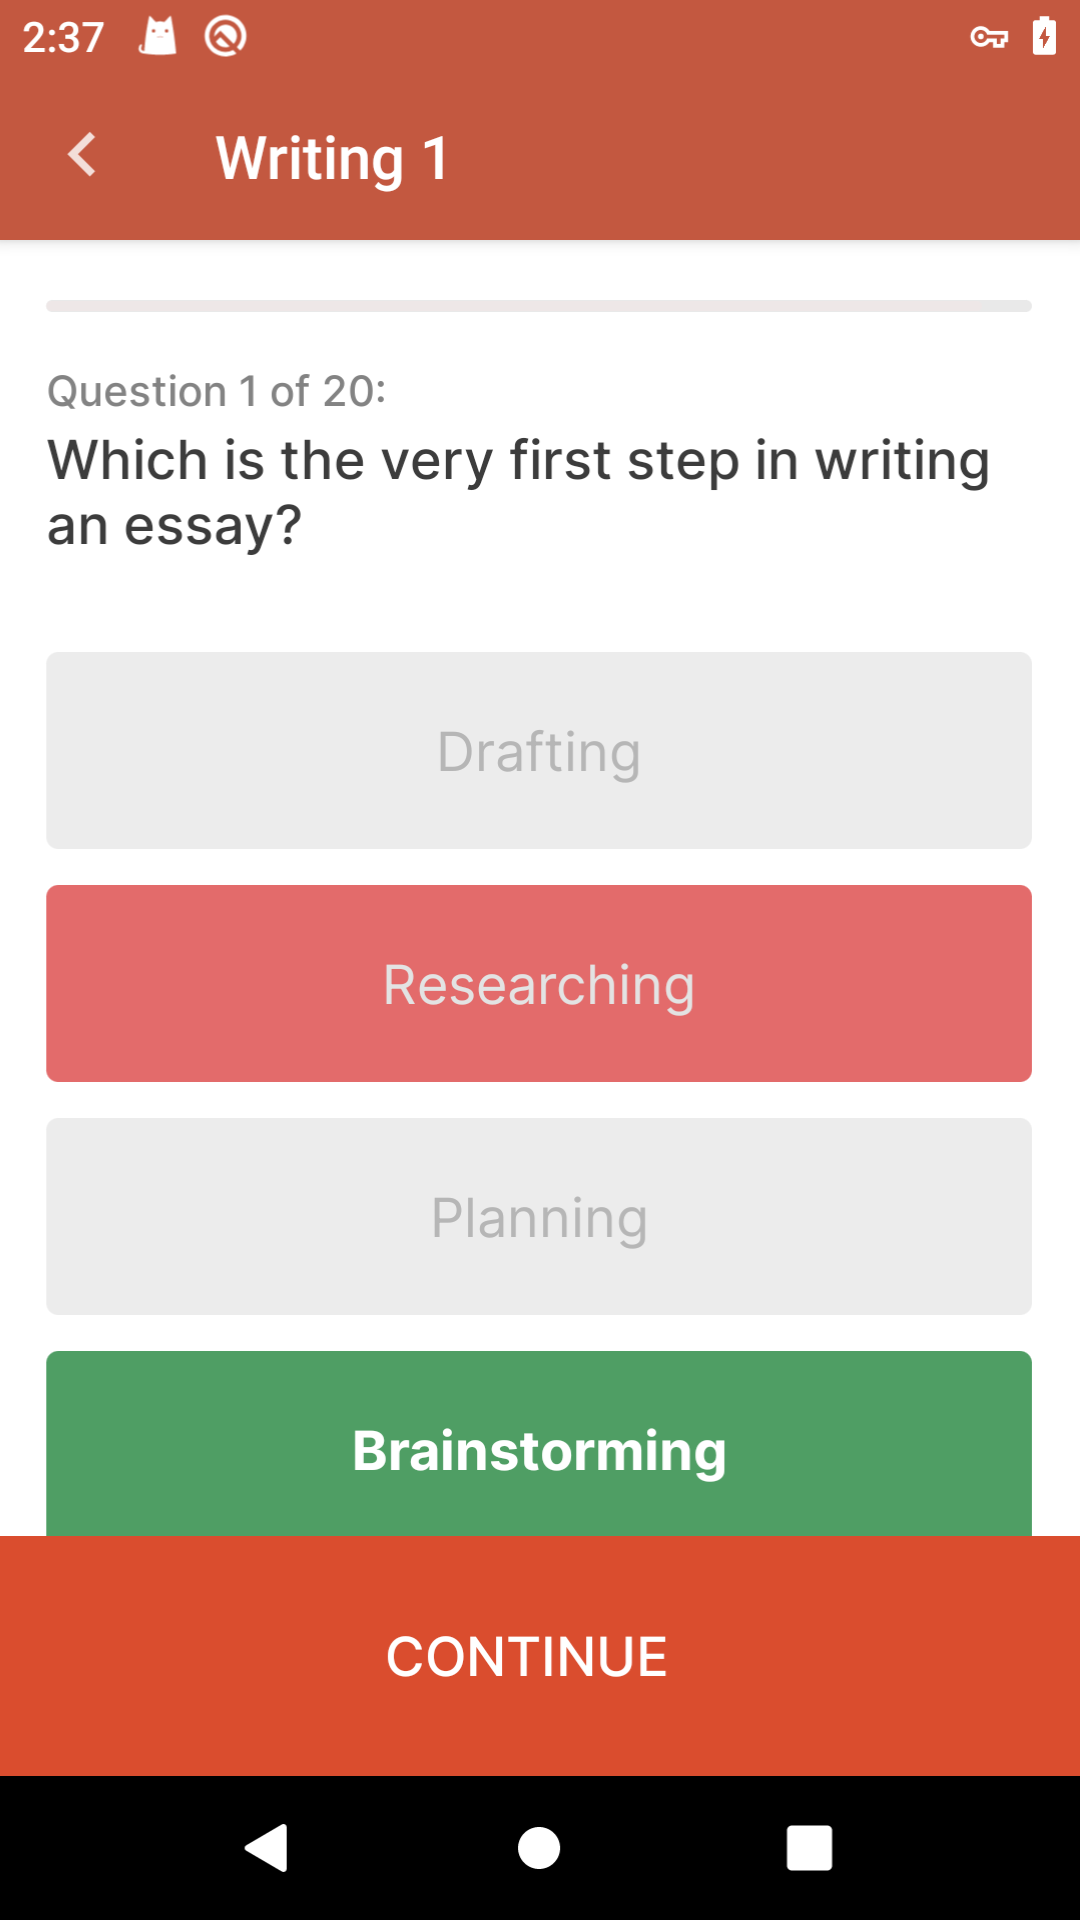 2:37
Writing 1
Question 1 of 20:
Which is the very first step in writing
an essay?
Drafting
Researching
Planning
Brainstorming
CONTINUE